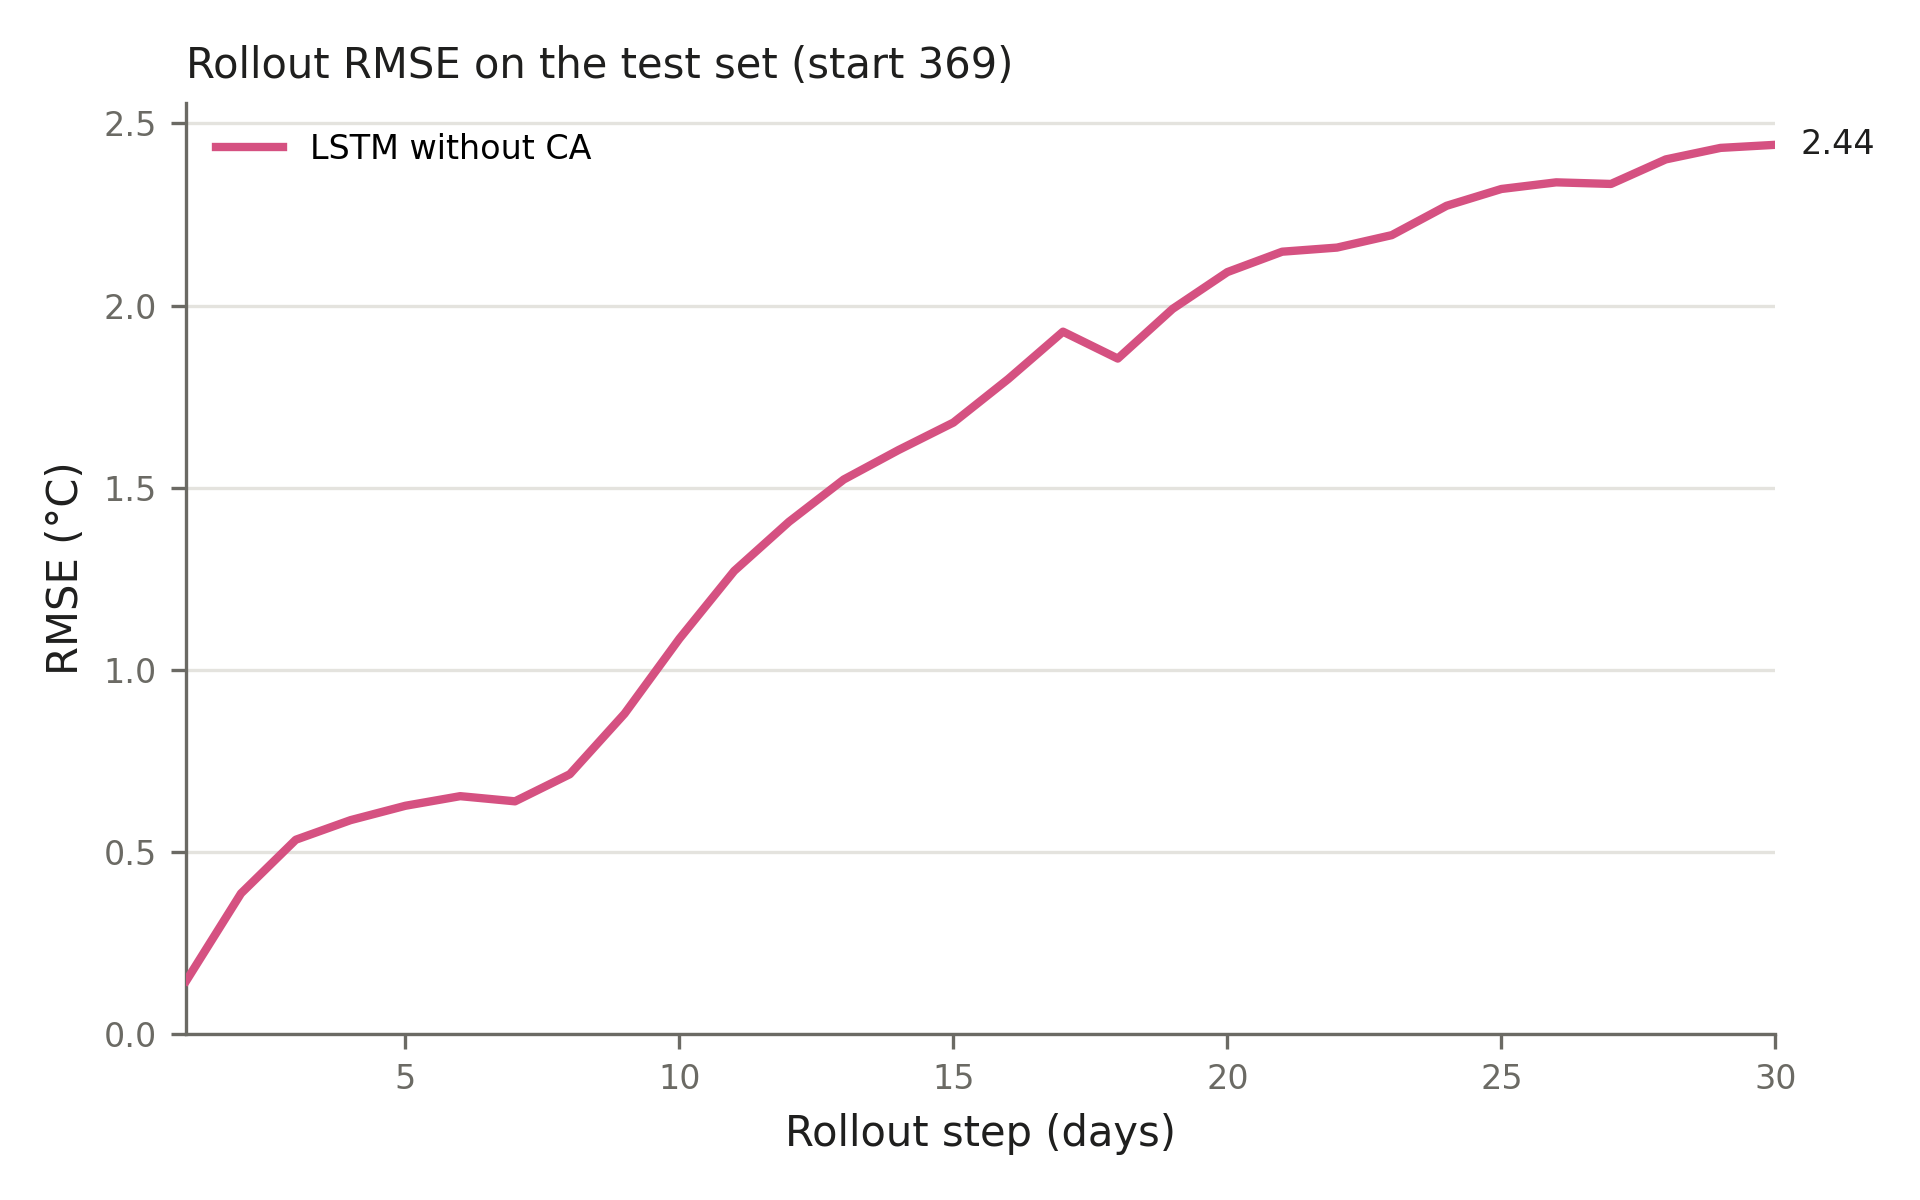 Rollout RMSE on the test set (start 369)
LSTM without CA
2.44
2.5
2.0
1.5
1.0
0.5
0.0
RMSE (°C)
5 10 15 20 25 30
Rollout step (days)